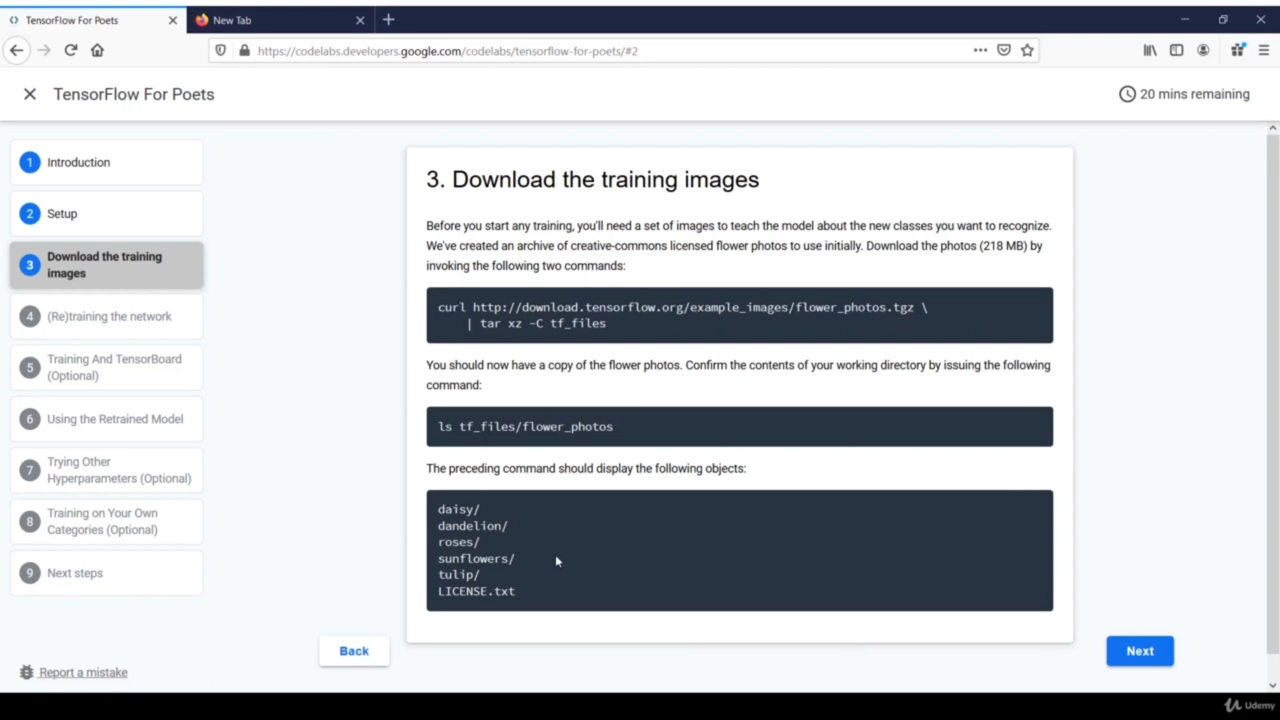 TensorFlow For Poets
New Tab
https://codelabs.developers.google.com/codelabs/tensorflow-for-poets/#2
TensorFlow For Poets
20 mins remaining
1 Introduction
2 Setup
3 Download the training
images
4 (Re)training the network
5 Training And TensorBoard
(Optional)
6 Using the Retrained Model
7 Trying Other
Hyperparameters (Optional)
8 Training on Your Own
Categories (Optional)
9 Next steps
Report a mistake
3. Download the training images
Before you start any training, you'll need a set of images to teach the model about the new classes you want to recognize.
We've created an archive of creative-commons licensed flower photos to use initially. Download the photos (218 MB) by
invoking the following two commands:
curl http://download.tensorflow.org/example_images/flower_photos.tgz \
| tar xz -C tf_files
You should now have a copy of the flower photos. Confirm the contents of your working directory by issuing the following
command:
ls tf_files/flower_photos
The preceding command should display the following objects:
daisy/
dandelion/
roses/
sunflowers/
tulip/
LICENSE.txt
Back
Next
Udemy